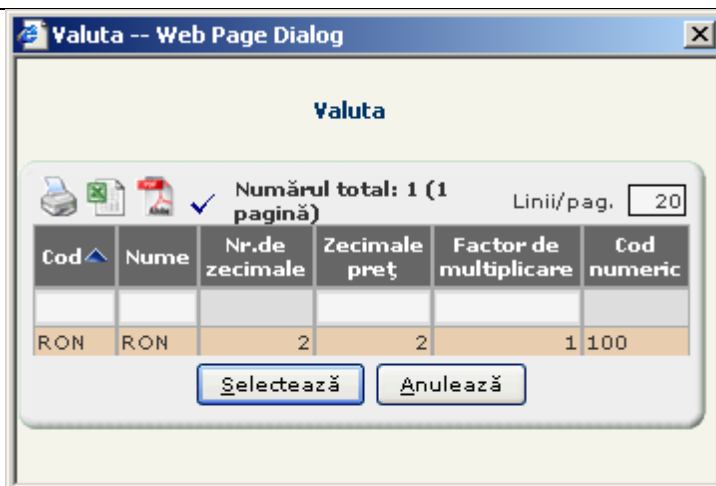 Valuta -- Web Page Dialog
Valuta
Numărul total: 1 (1
pagină)
Linii/pag. 20
Cod Nume Nr.de zecimale Zecimale preţ Factor de multiplicare Cod numeric
RON RON 2 2 1 100
Selectează Anulează